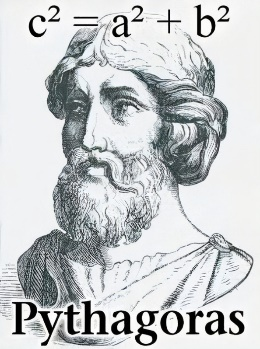 c² = a² + b²
Pythagoras